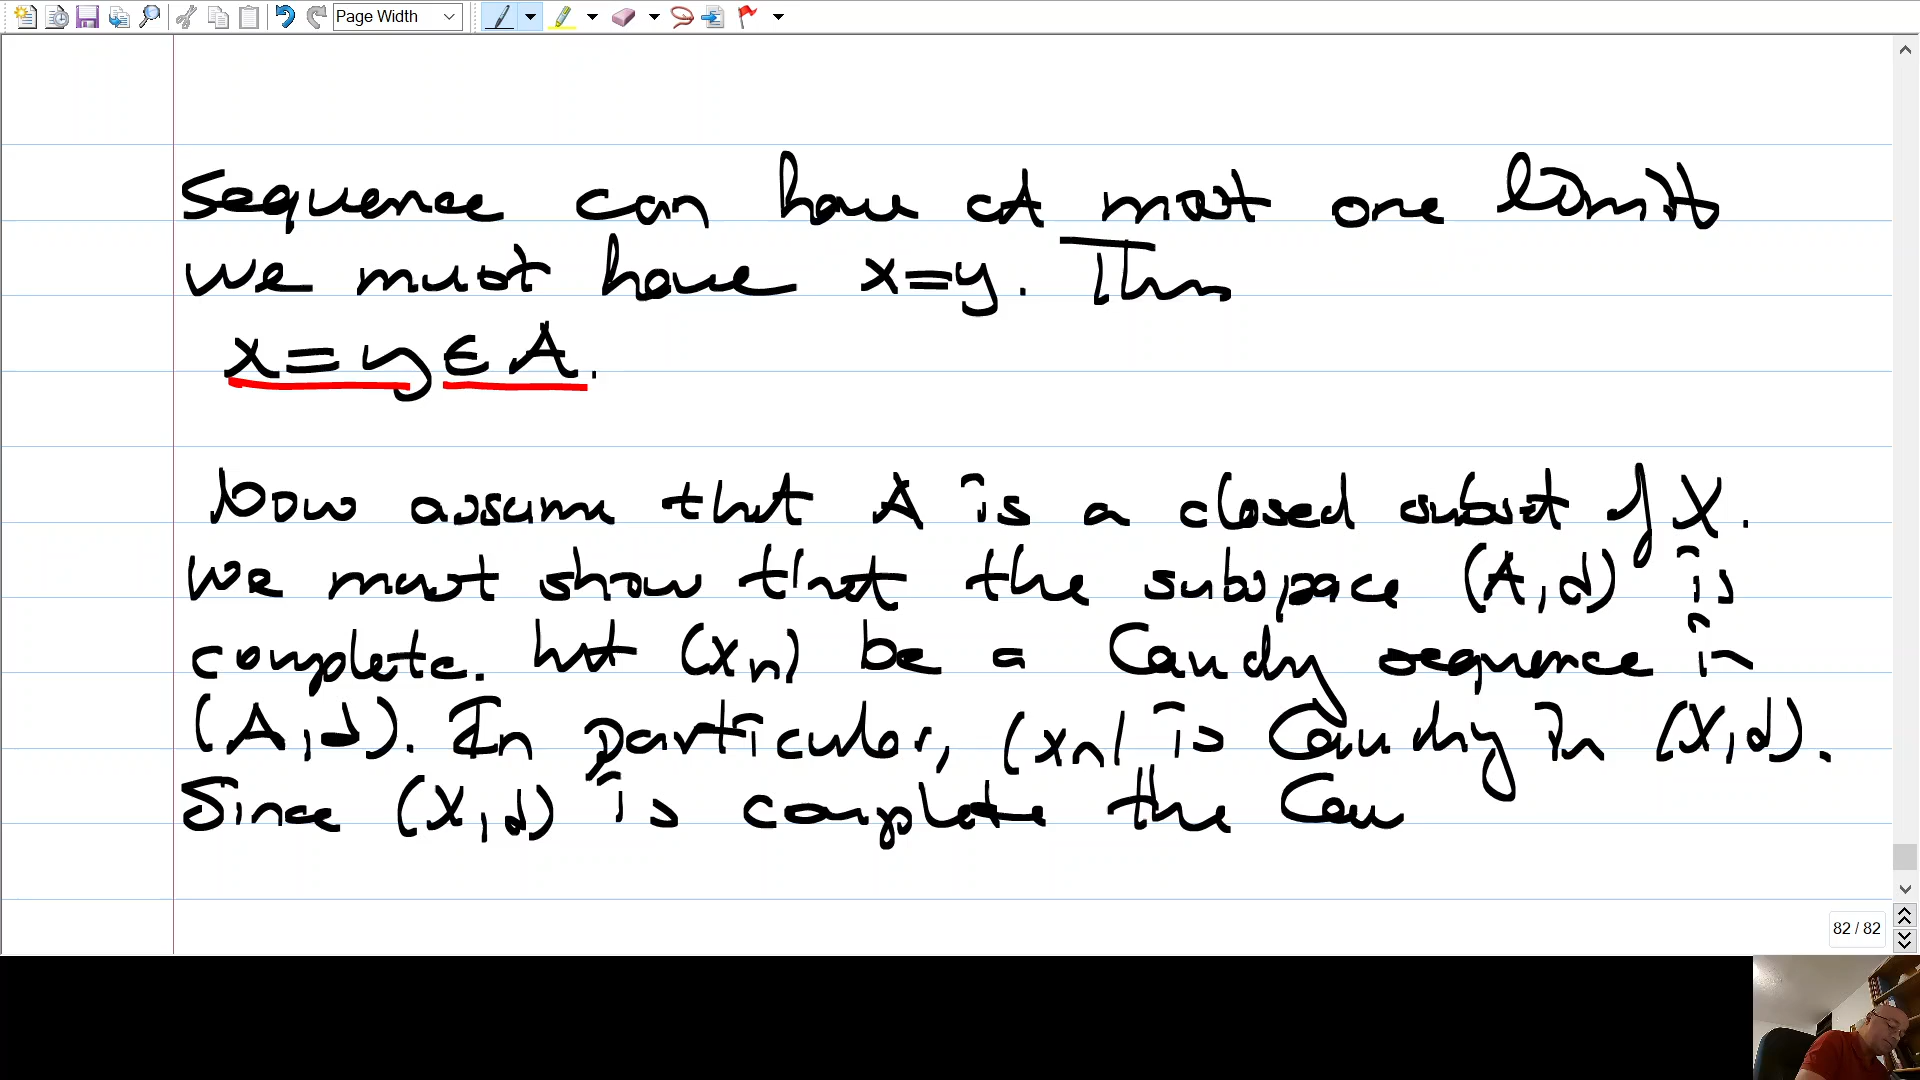 Page Width
sequence can have at most one limit
we must have x=y. Thus
x=y∈A.
Now assume that A is a closed subset of X.
We must show that the subspace (A,d) is
complete. Let (xn) be a Cauchy sequence in
(A,d). In particular, (xn) is Cauchy in (X,d).
Since (X,d) is complete the Cau
82 / 82